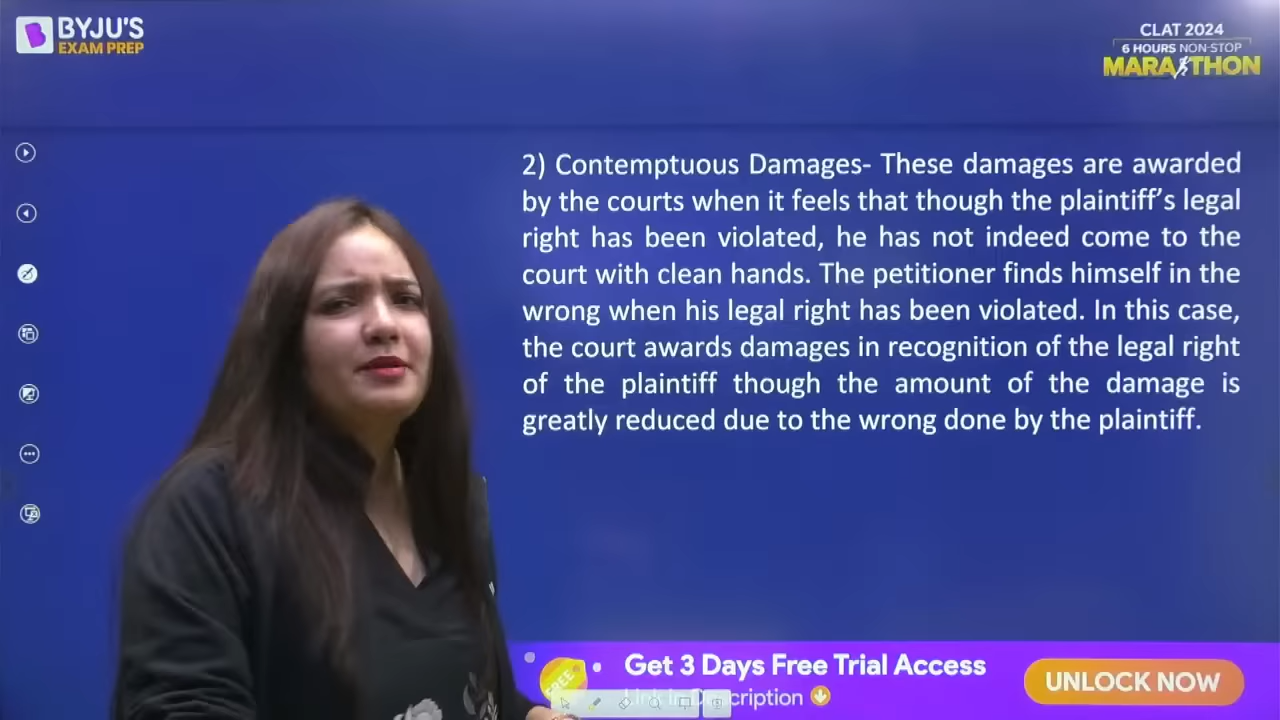 BYJU'S
EXAM PREP
CLAT 2024
6 HOURS NON-STOP
MARATHON
2) Contemptuous Damages- These damages are awarded
by the courts when it feels that though the plaintiff's legal
right has been violated, he has not indeed come to the
court with clean hands. The petitioner finds himself in the
wrong when his legal right has been violated. In this case,
the court awards damages in recognition of the legal right
of the plaintiff though the amount of the damage is
greatly reduced due to the wrong done by the plaintiff.
FREE
Get 3 Days Free Trial Access
Link In Description
UNLOCK NOW